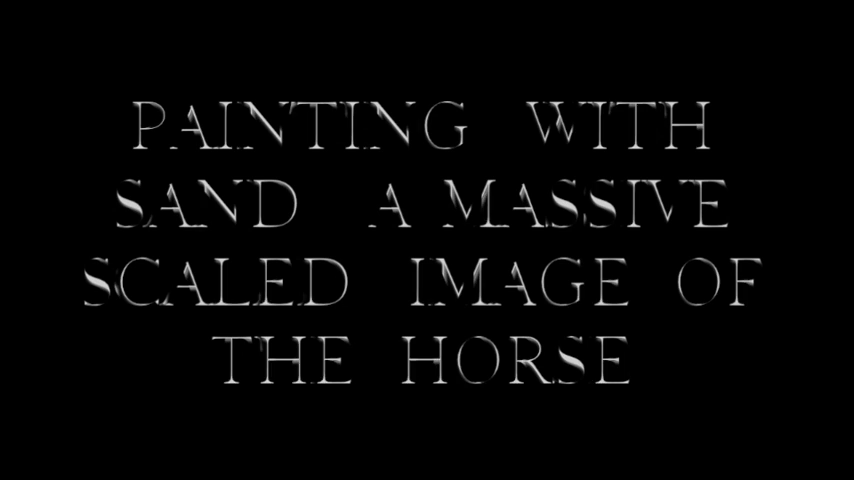 PAINTING WITH
SAND A MASSIVE
SCALED IMAGE OF
THE HORSE